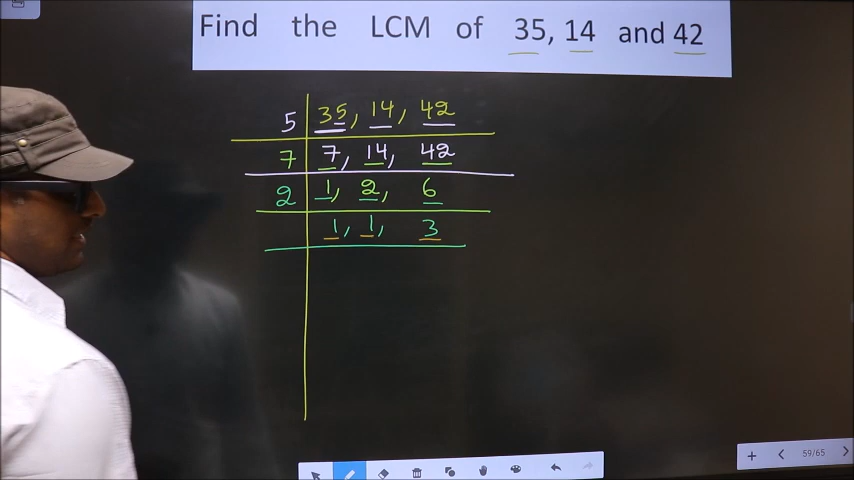 Find the LCM of 35, 14 and 42
5 35, 14, 42
7 7, 14, 42
2 1, 2, 6
1, 1, 3
59/65